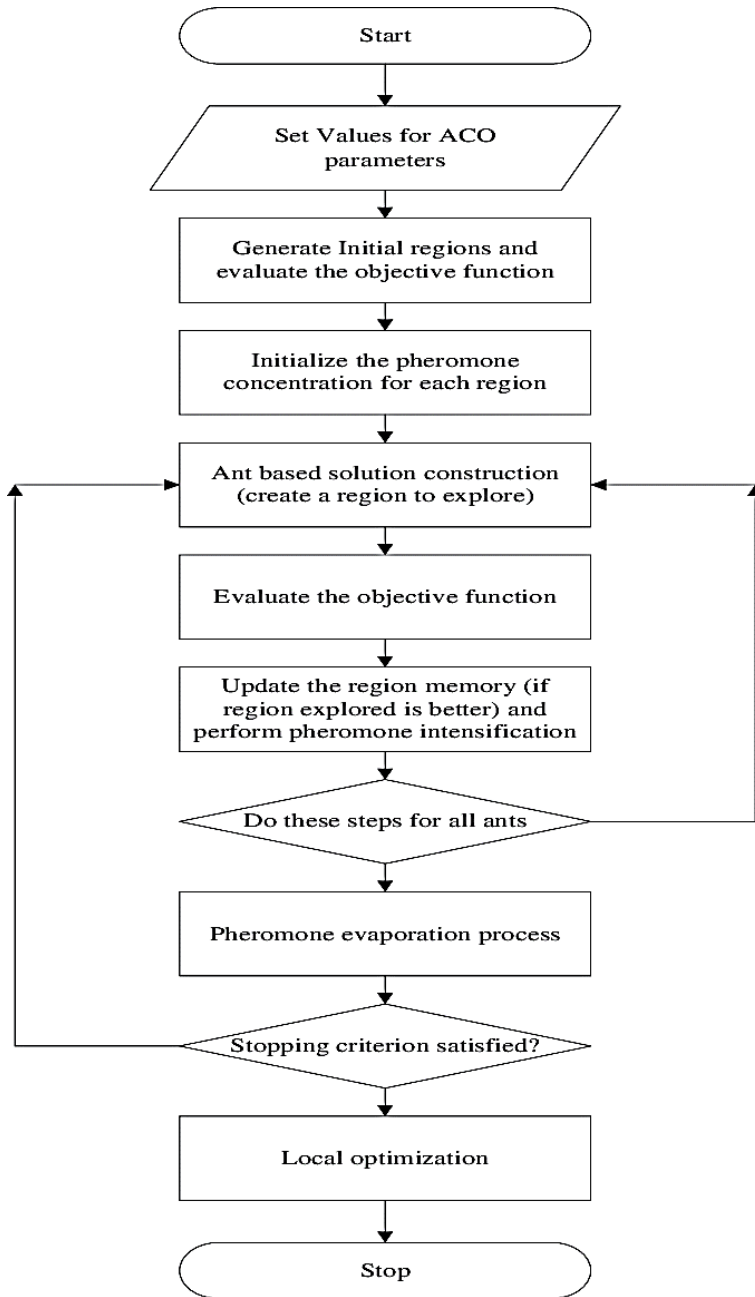 Start
Set Values for ACO
parameters
Generate Initial regions and
evaluate the objective function
Initialize the pheromone
concentration for each region
Ant based solution construction
(create a region to explore)
Evaluate the objective function
Update the region memory (if
region explored is better) and
perform pheromone intensification
Do these steps for all ants
Pheromone evaporation process
Stopping criterion satisfied?
Local optimization
Stop